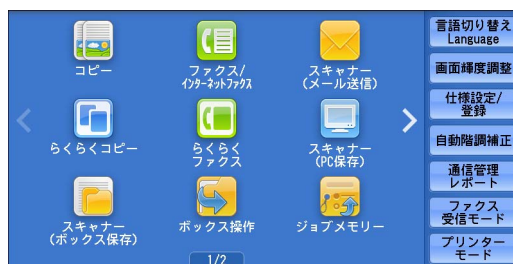 コピー
ファクス/
インターネットファクス
スキャナー
(メール送信)
らくらくコピー
らくらく
ファクス
スキャナー
(PC保存)
スキャナー
(ボックス保存)
ボックス操作
ジョブメモリー
1/2
言語切り替え
Language
画面輝度調整
仕様設定/
登録
自動階調補正
通信管理
レポート
ファクス
受信モード
プリンター
モード